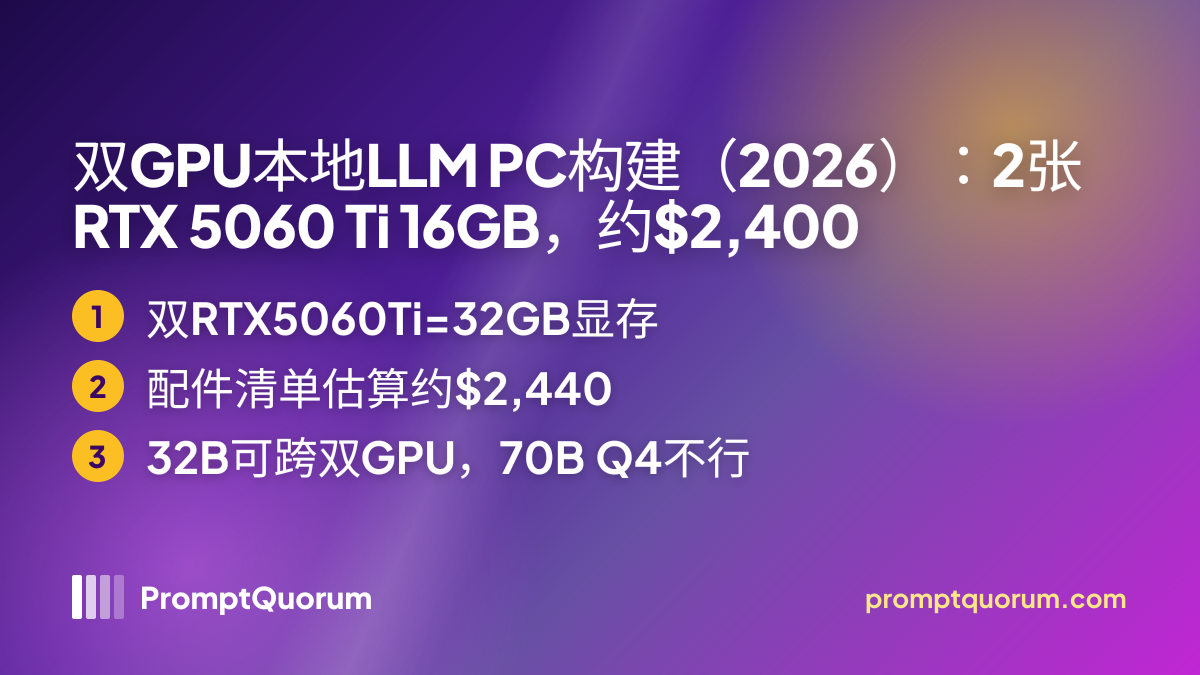 双GPU本地LLM PC构建（2026）：2张
RTX 5060 Ti 16GB，约$2,400
1 双RTX5060Ti=32GB显存
2 配件清单估算约$2,440
3 32B可跨双GPU，70B Q4不行
PromptQuorum
promptquorum.com